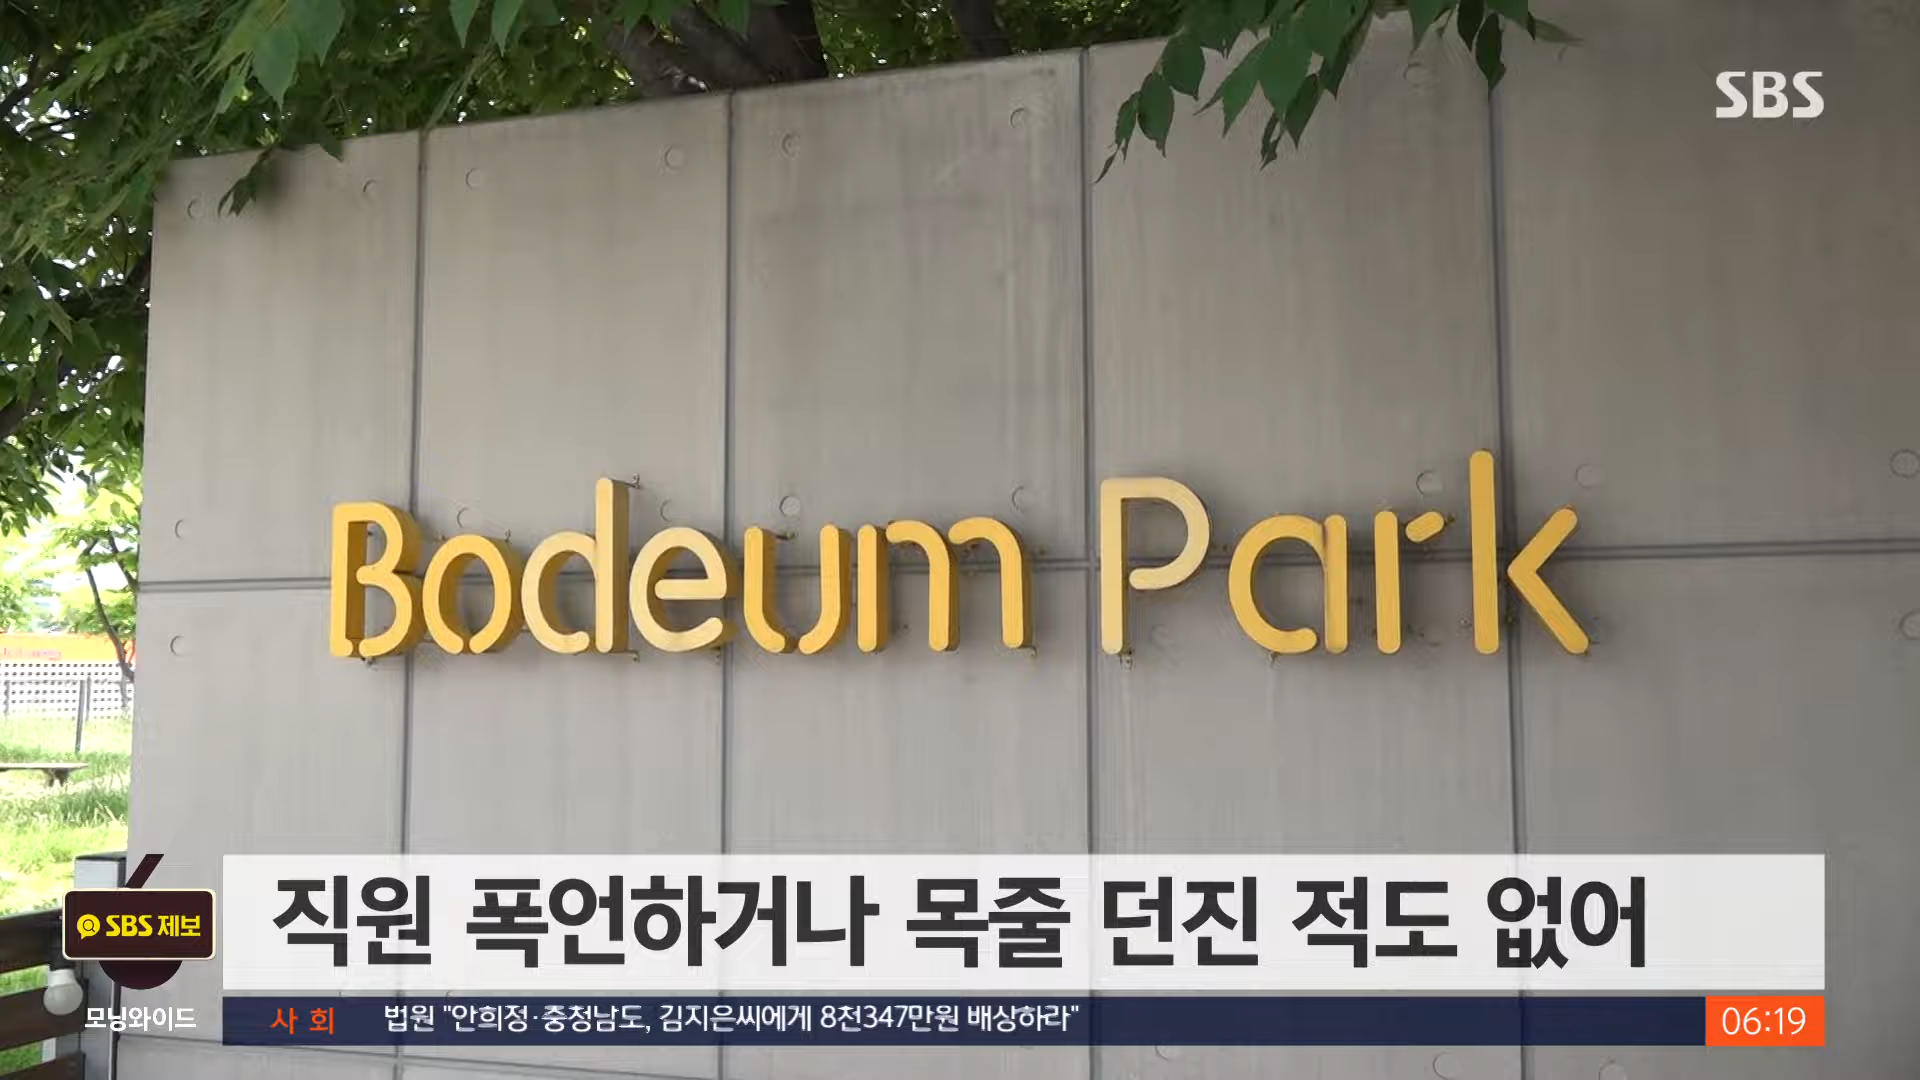 SBS
Bodeum Park
SBS 제보
직원 폭언하거나 목줄 던진 적도 없어
모닝와이드
사회 법원 "안희정·충청남도, 김지은씨에게 8천347만원 배상하라"
06:19